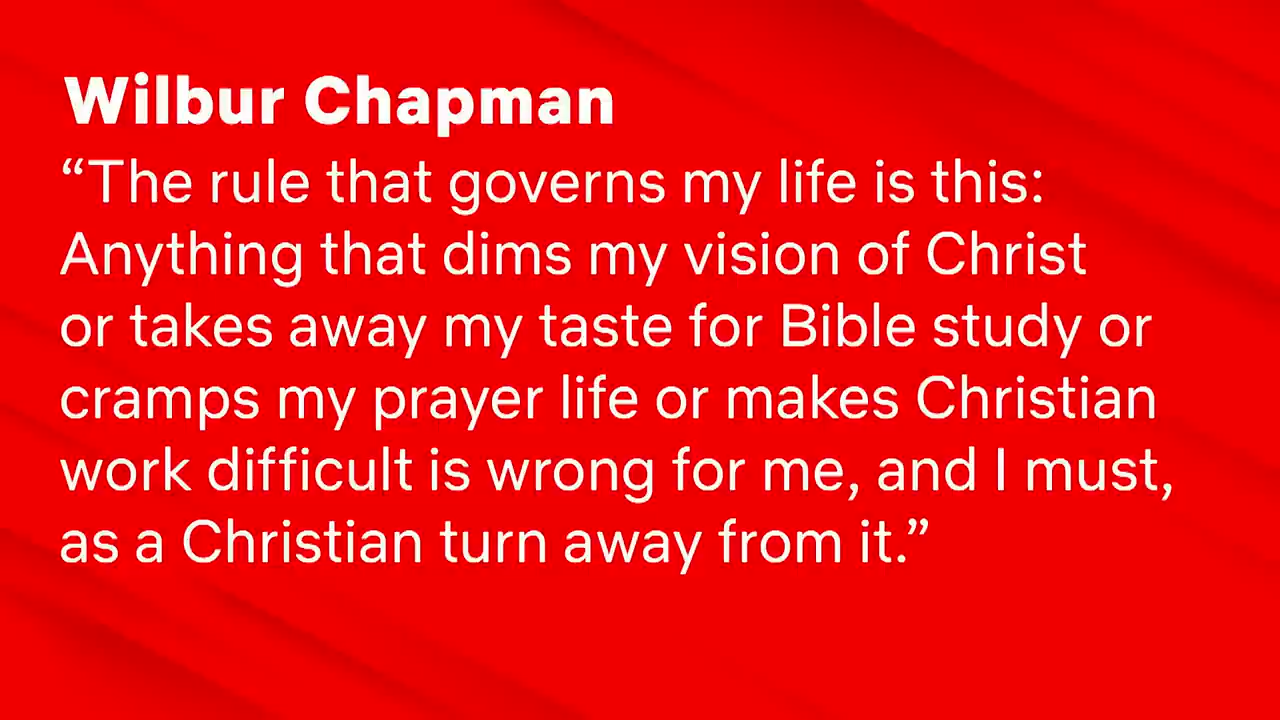 Wilbur Chapman
“The rule that governs my life is this:
Anything that dims my vision of Christ
or takes away my taste for Bible study or
cramps my prayer life or makes Christian
work difficult is wrong for me, and I must,
as a Christian turn away from it.”